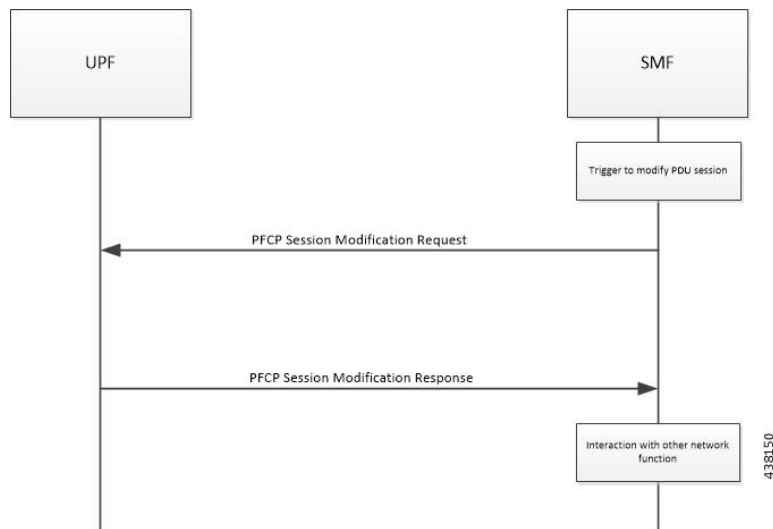 UPF
SMF
Trigger to modify PDU session
PFCP Session Modification Request
PFCP Session Modification Response
Interaction with other network
function
438150